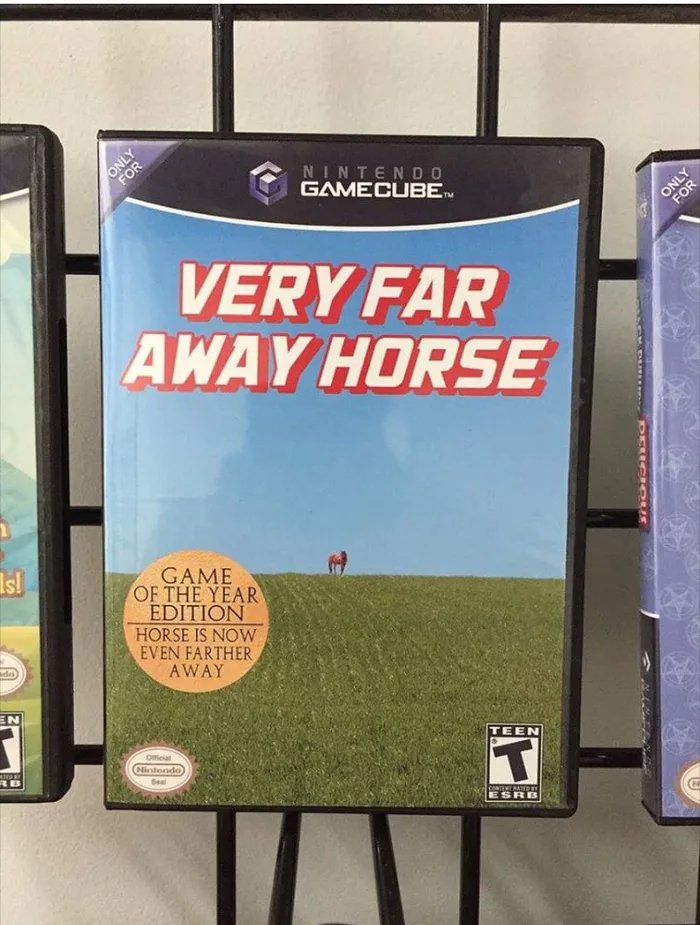 ONLY
FOR
NINTENDO
GAMECUBE™
VERY FAR
AWAY HORSE
GAME
OF THE YEAR
EDITION
HORSE IS NOW
EVEN FARTHER
AWAY
Official
Nintendo
Seal
TEEN
T
CONTENT RATED BY
ESRB
ONLY
FOR
DELICIOUS